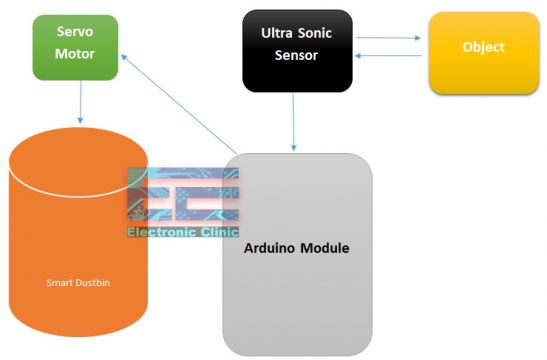 Servo
Motor
Ultra Sonic
Sensor
Object
Electronic Clinic
Arduino Module
Smart Dustbin